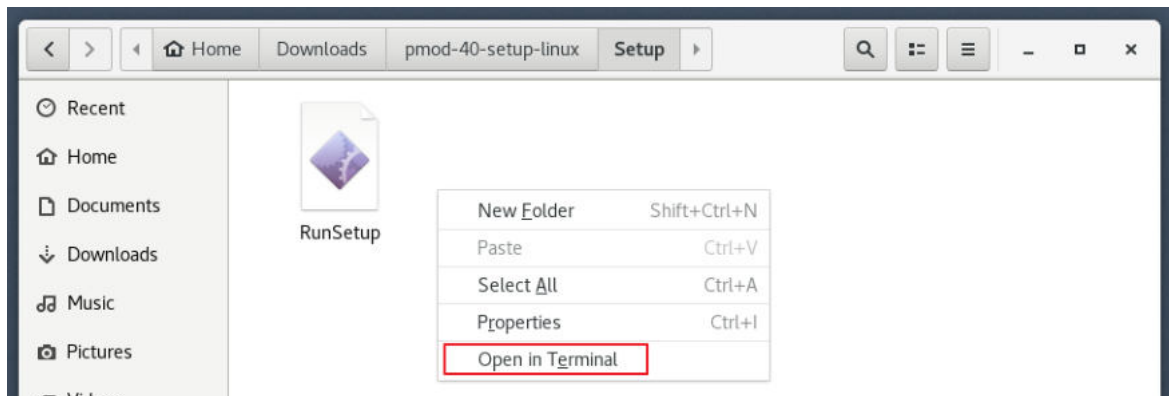 Home Downloads pmod-40-setup-linux Setup
Recent
Home
Documents
Downloads
Music
Pictures
RunSetup
New Folder Shift+Ctrl+N
Paste Ctrl+V
Select All Ctrl+A
Properties Ctrl+I
Open in Terminal